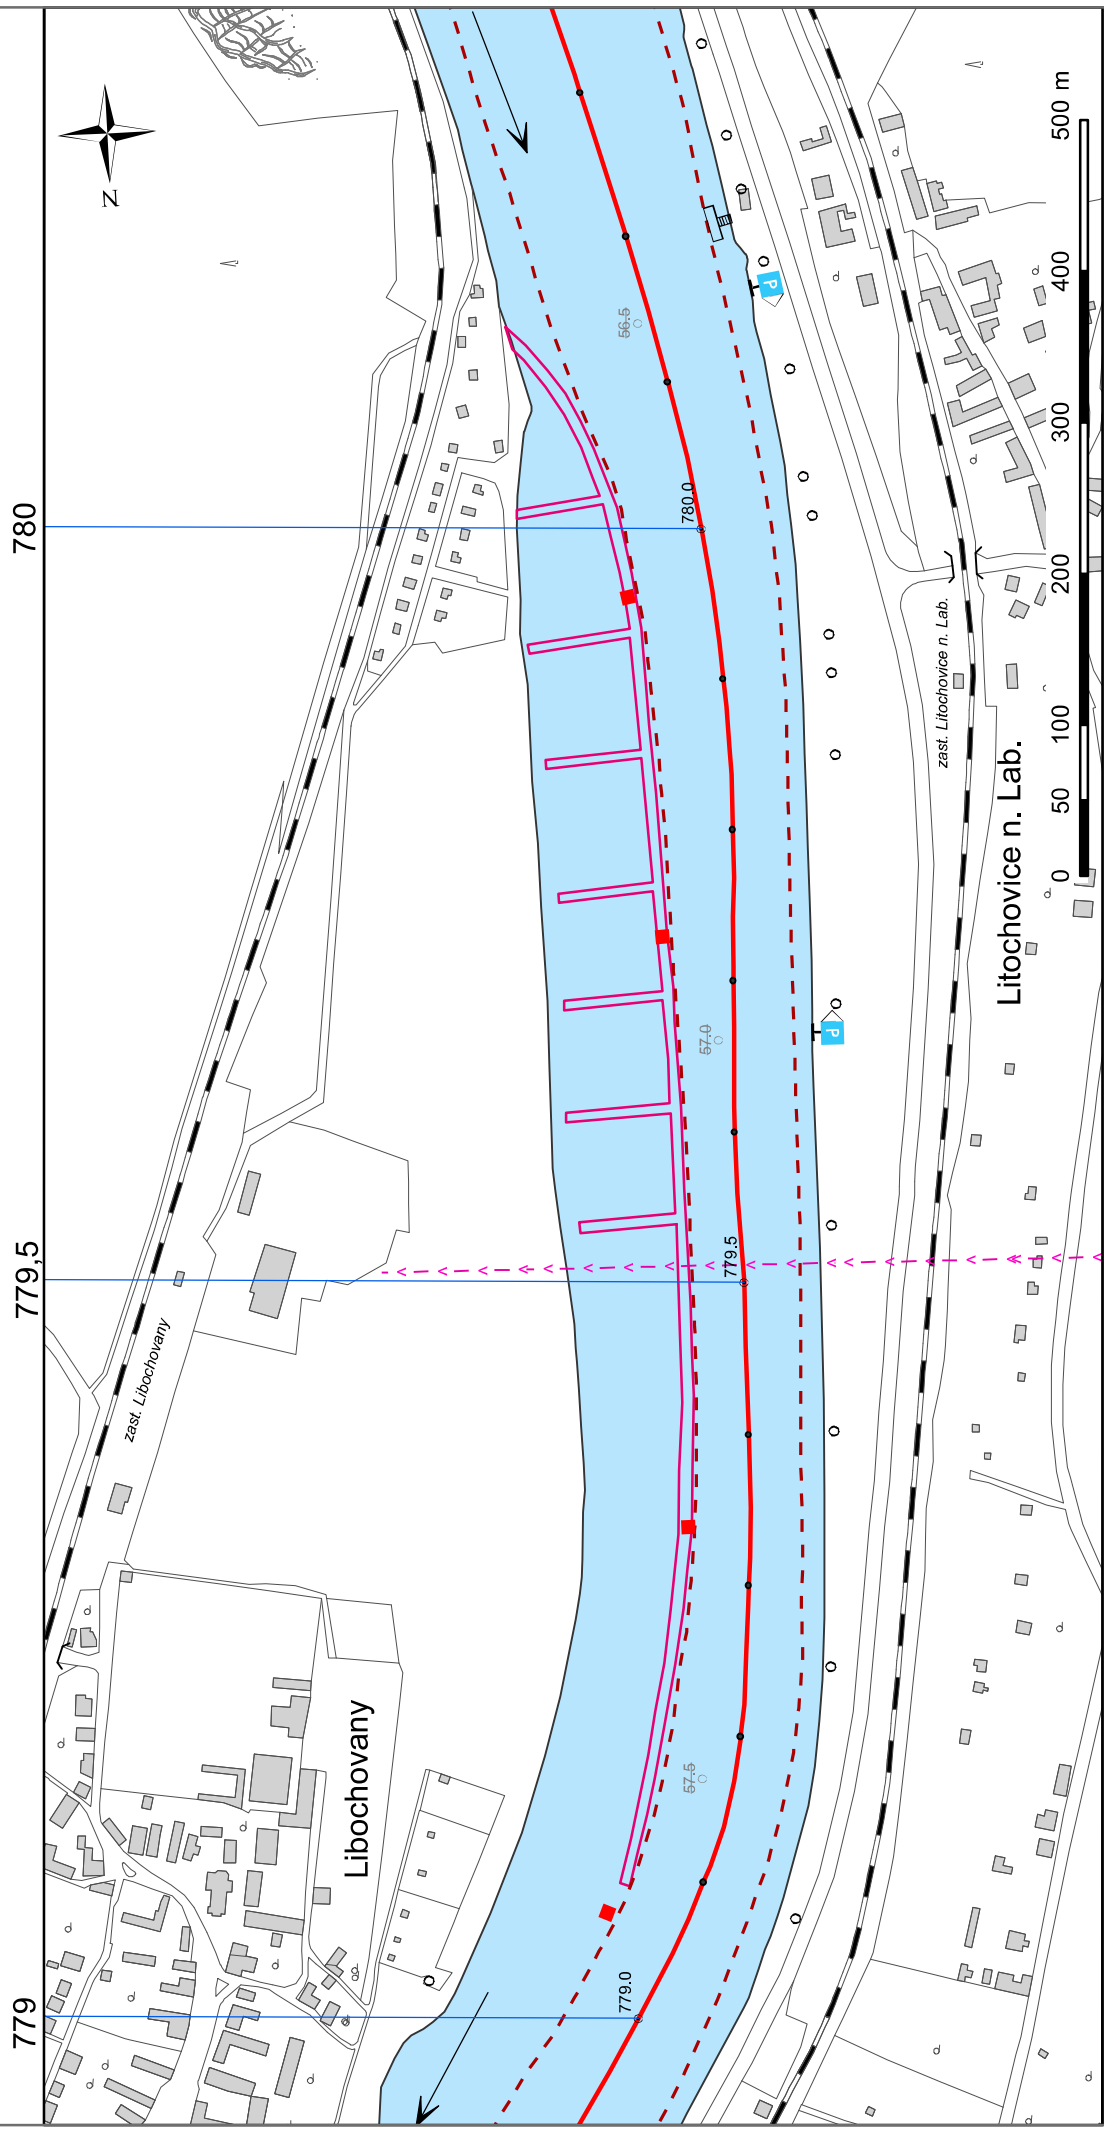 N
780
779,5
779
780.0
779.5
779.0
56.5
57.0
57.5
P
P
zast. Libochovany
Libochovany
zast. Litochovice n. Lab.
Litochovice n. Lab.
0 50 100 200 300 400 500 m